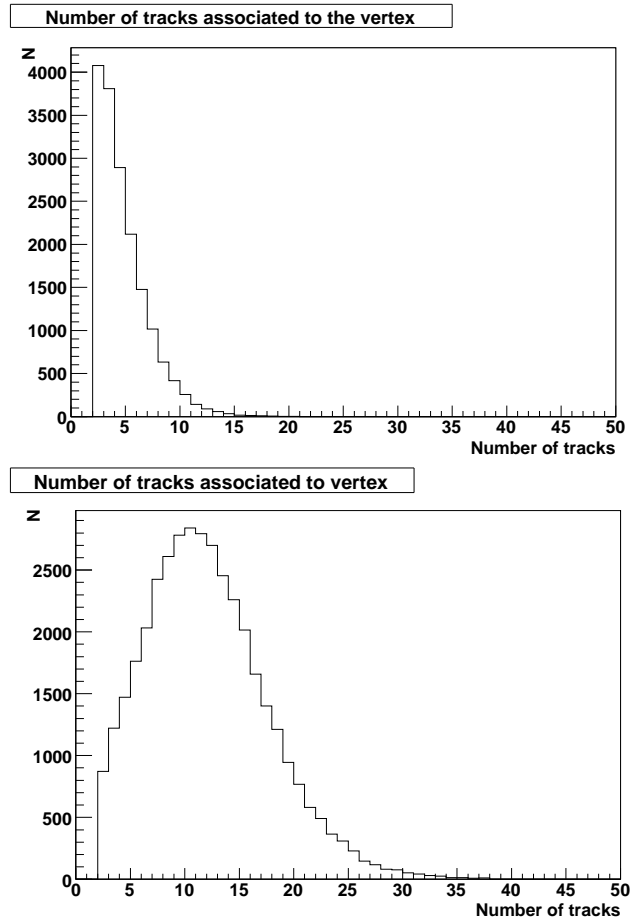 Number of tracks associated to the vertex
N
4000
3500
3000
2500
2000
1500
1000
500
0
0 5 10 15 20 25 30 35 40 45 50
Number of tracks
Number of tracks associated to vertex
N
2500
2000
1500
1000
500
0
0 5 10 15 20 25 30 35 40 45 50
Number of tracks